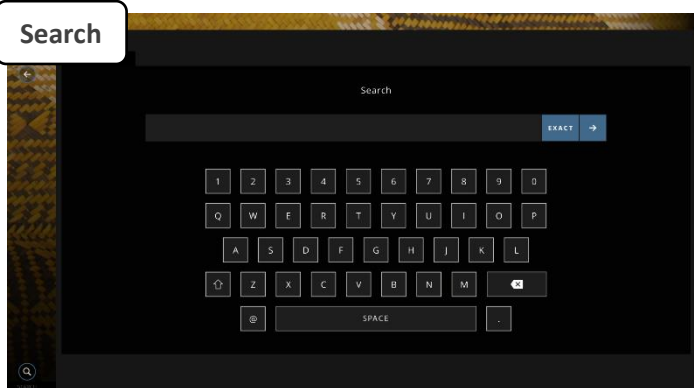 Search
Search
EXACT
1 2 3 4 5 6 7 8 9 0
Q W E R T Y U I O P
A S D F G H J K L
Z X C V B N M
@ SPACE .